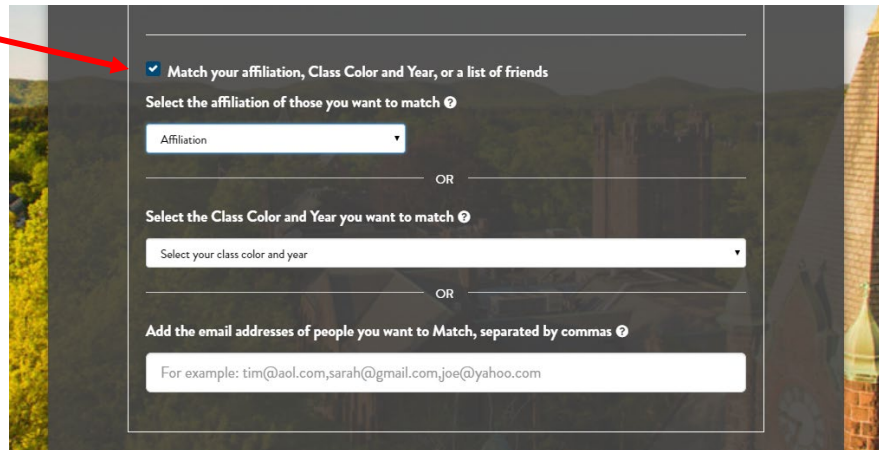 Match your affiliation, Class Color and Year, or a list of friends
Select the affiliation of those you want to match ?
Affiliation
OR
Select the Class Color and Year you want to match ?
Select your class color and year
OR
Add the email addresses of people you want to Match, separated by commas ?
For example: tim@aol.com,sarah@gmail.com,joe@yahoo.com